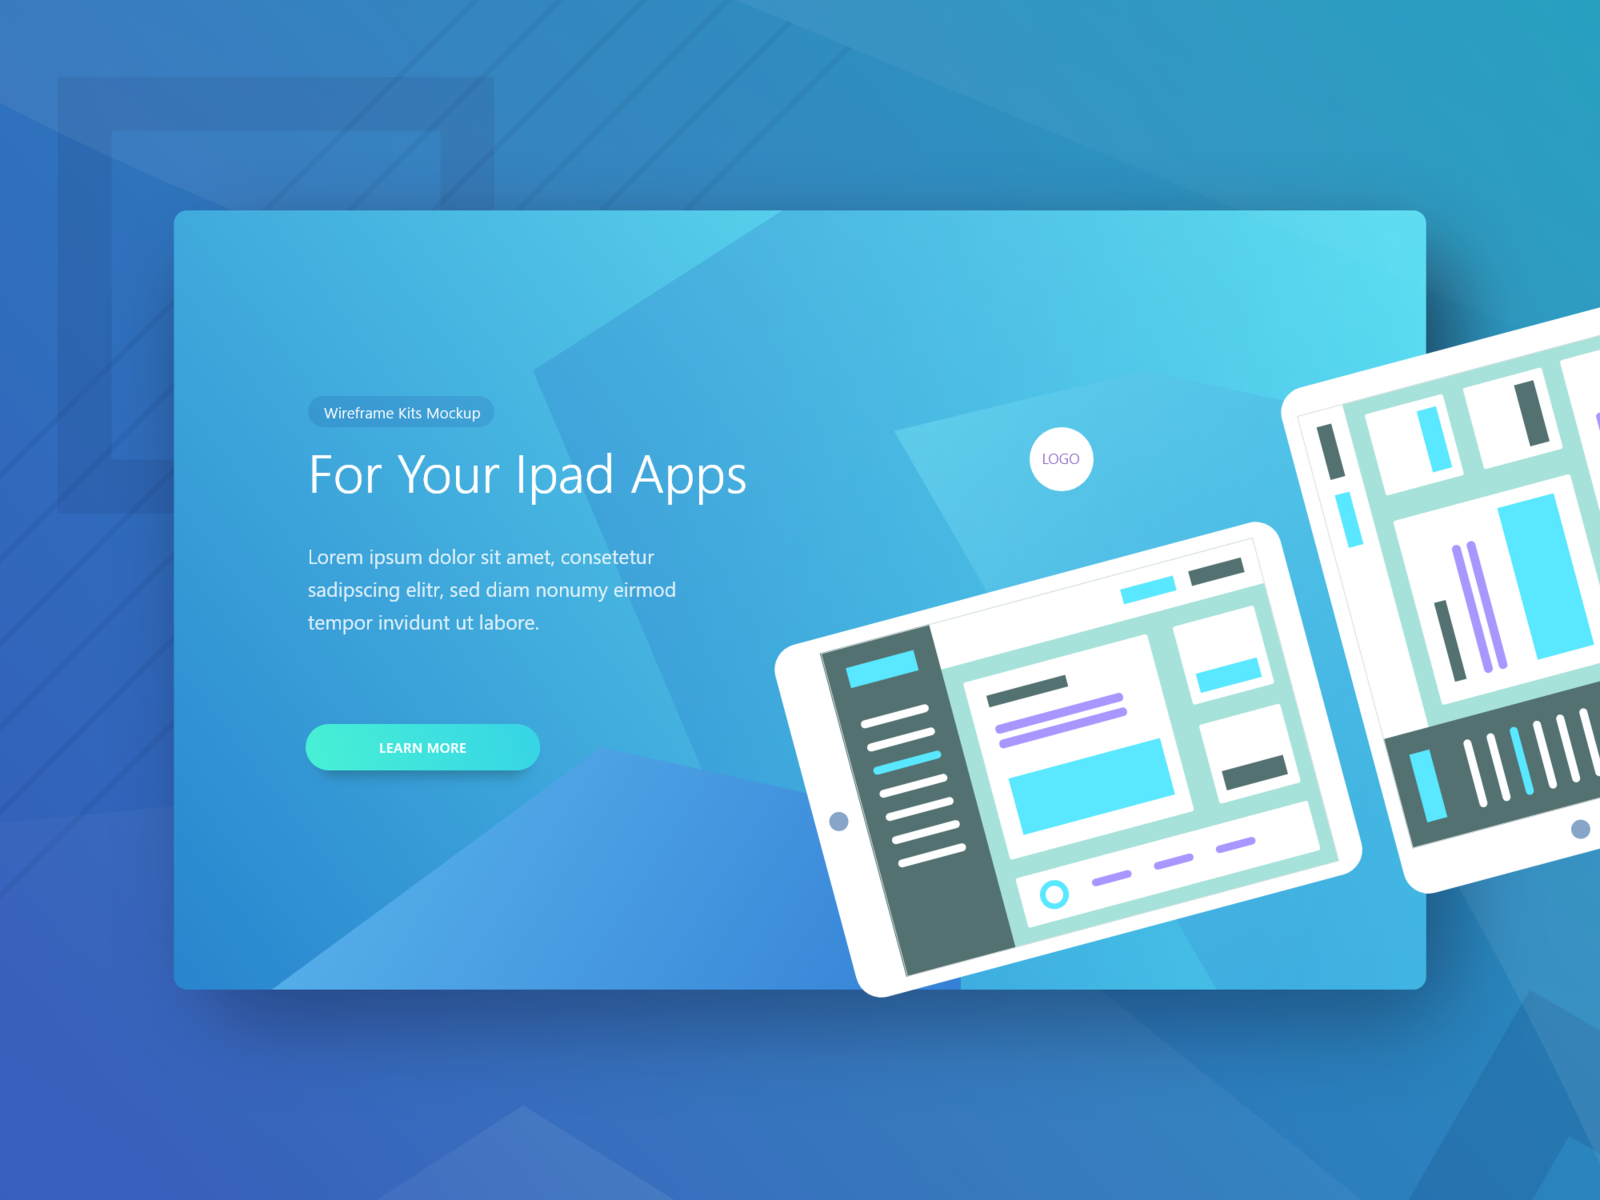 Wireframe Kits Mockup
For Your Ipad Apps
Lorem ipsum dolor sit amet, consetetur
sadipscing elitr, sed diam nonumy eirmod
tempor invidunt ut labore.
LEARN MORE
LOGO